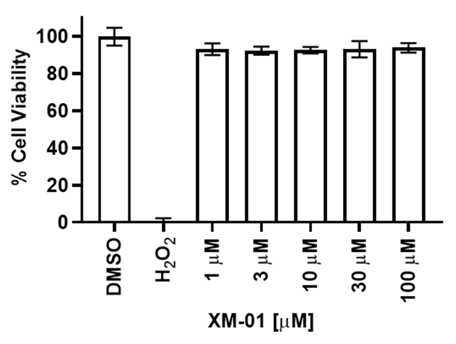 % Cell Viability
100
80
60
40
20
0
DMSO
H₂O₂
1 μM
3 μM
10 μM
30 μM
100 μM
XM-01 [μM]